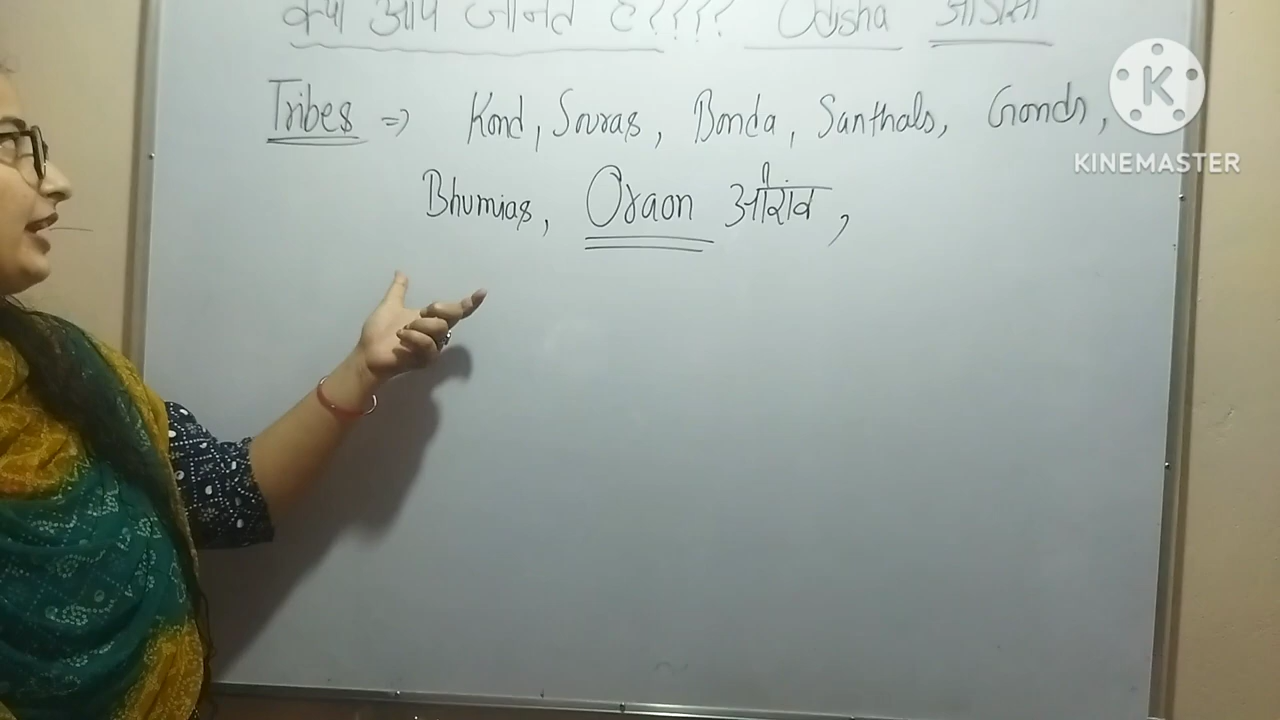 क्या आप जानते है???? Odisha ओडिसा
Tribes => Kond, Souras, Bonda, Santhals, Gonds,
Bhumias, Oraon ओरांव,
K
KINEMASTER